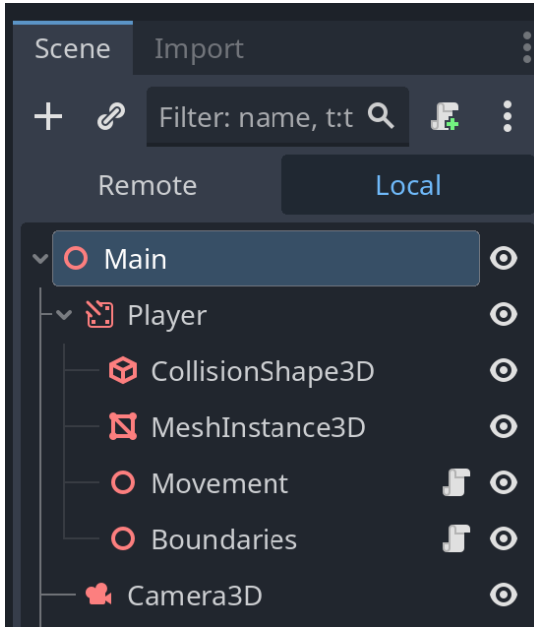 Scene Import
Filter: name, t:t
Remote Local
Main
Player
CollisionShape3D
MeshInstance3D
Movement
Boundaries
Camera3D